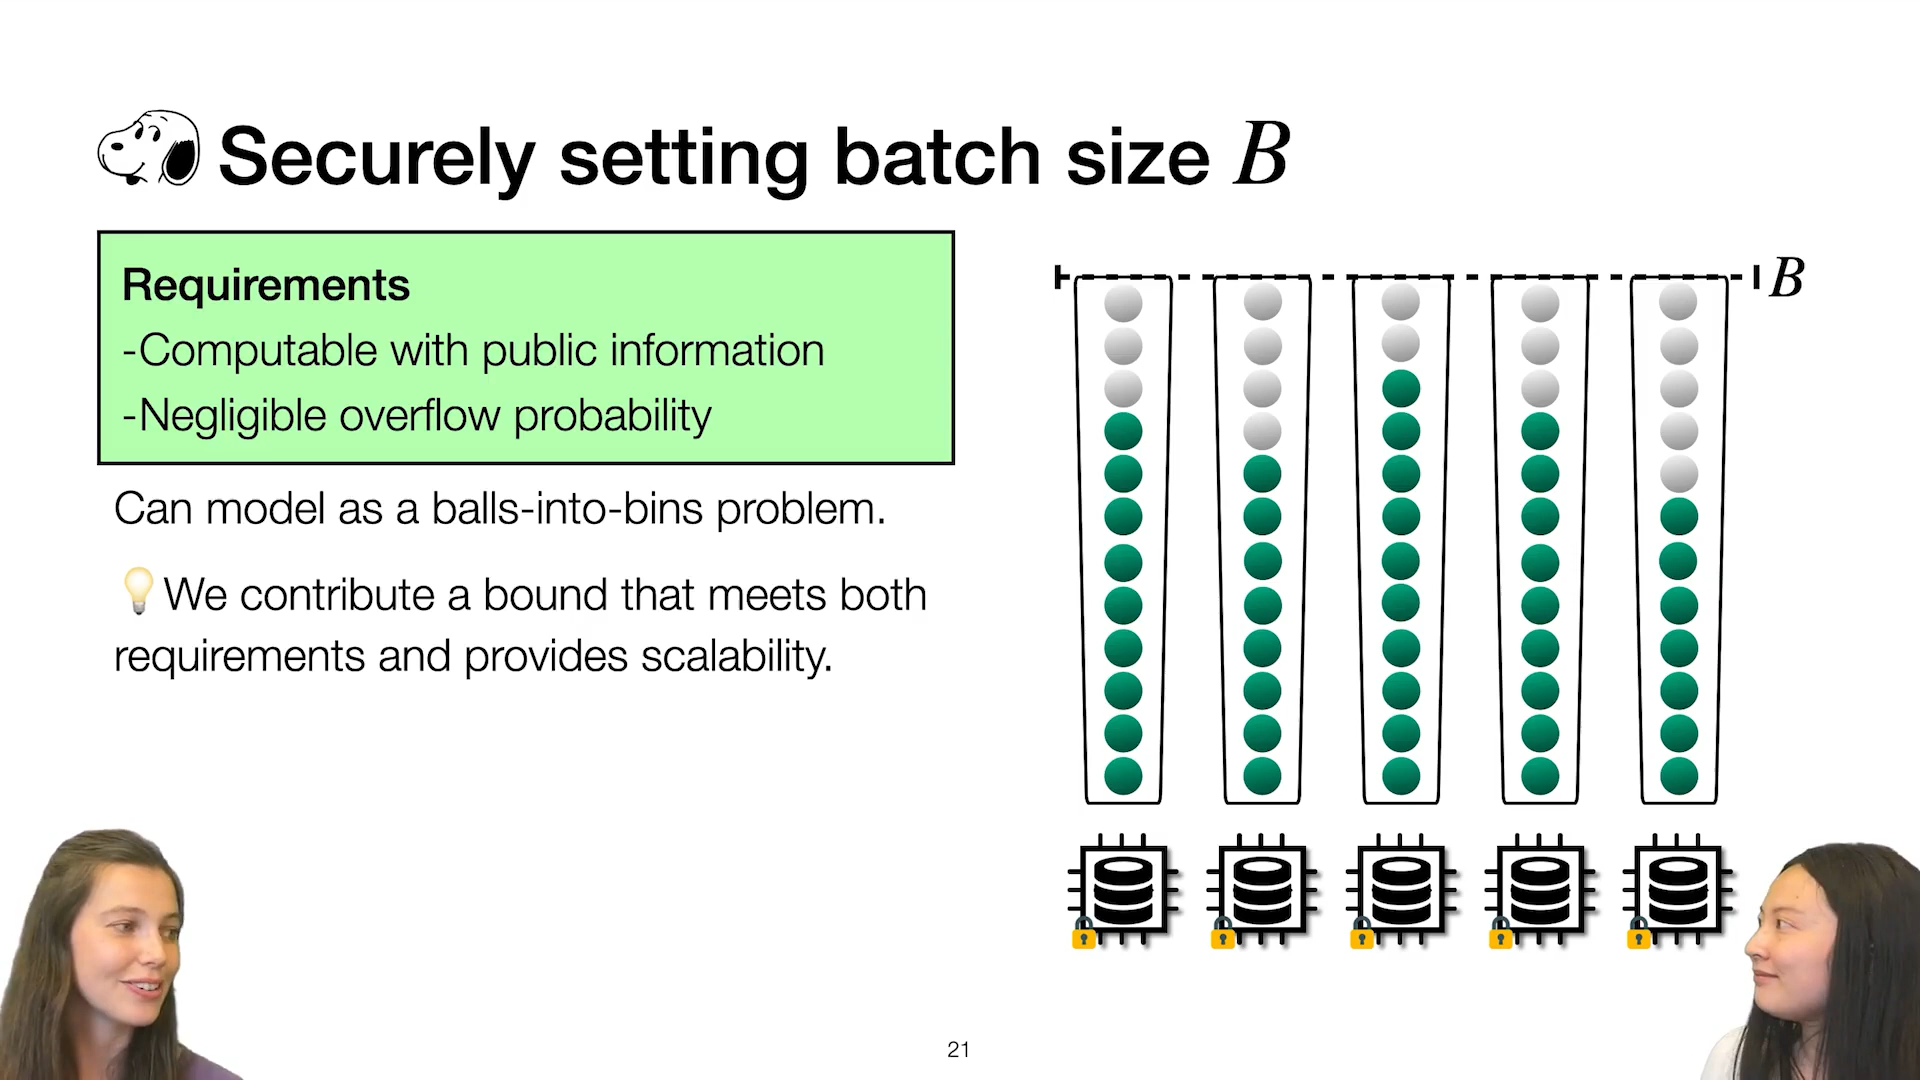 Securely setting batch size B
Requirements
-Computable with public information
-Negligible overflow probability
Can model as a balls-into-bins problem.
We contribute a bound that meets both
requirements and provides scalability.
B
21